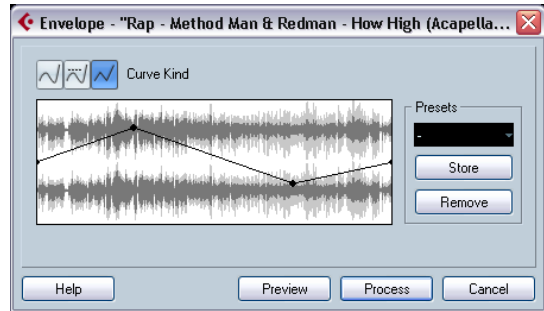 Envelope - "Rap - Method Man & Redman - How High (Acapella...
Curve Kind
Presets
-
Store
Remove
Help
Preview
Process
Cancel